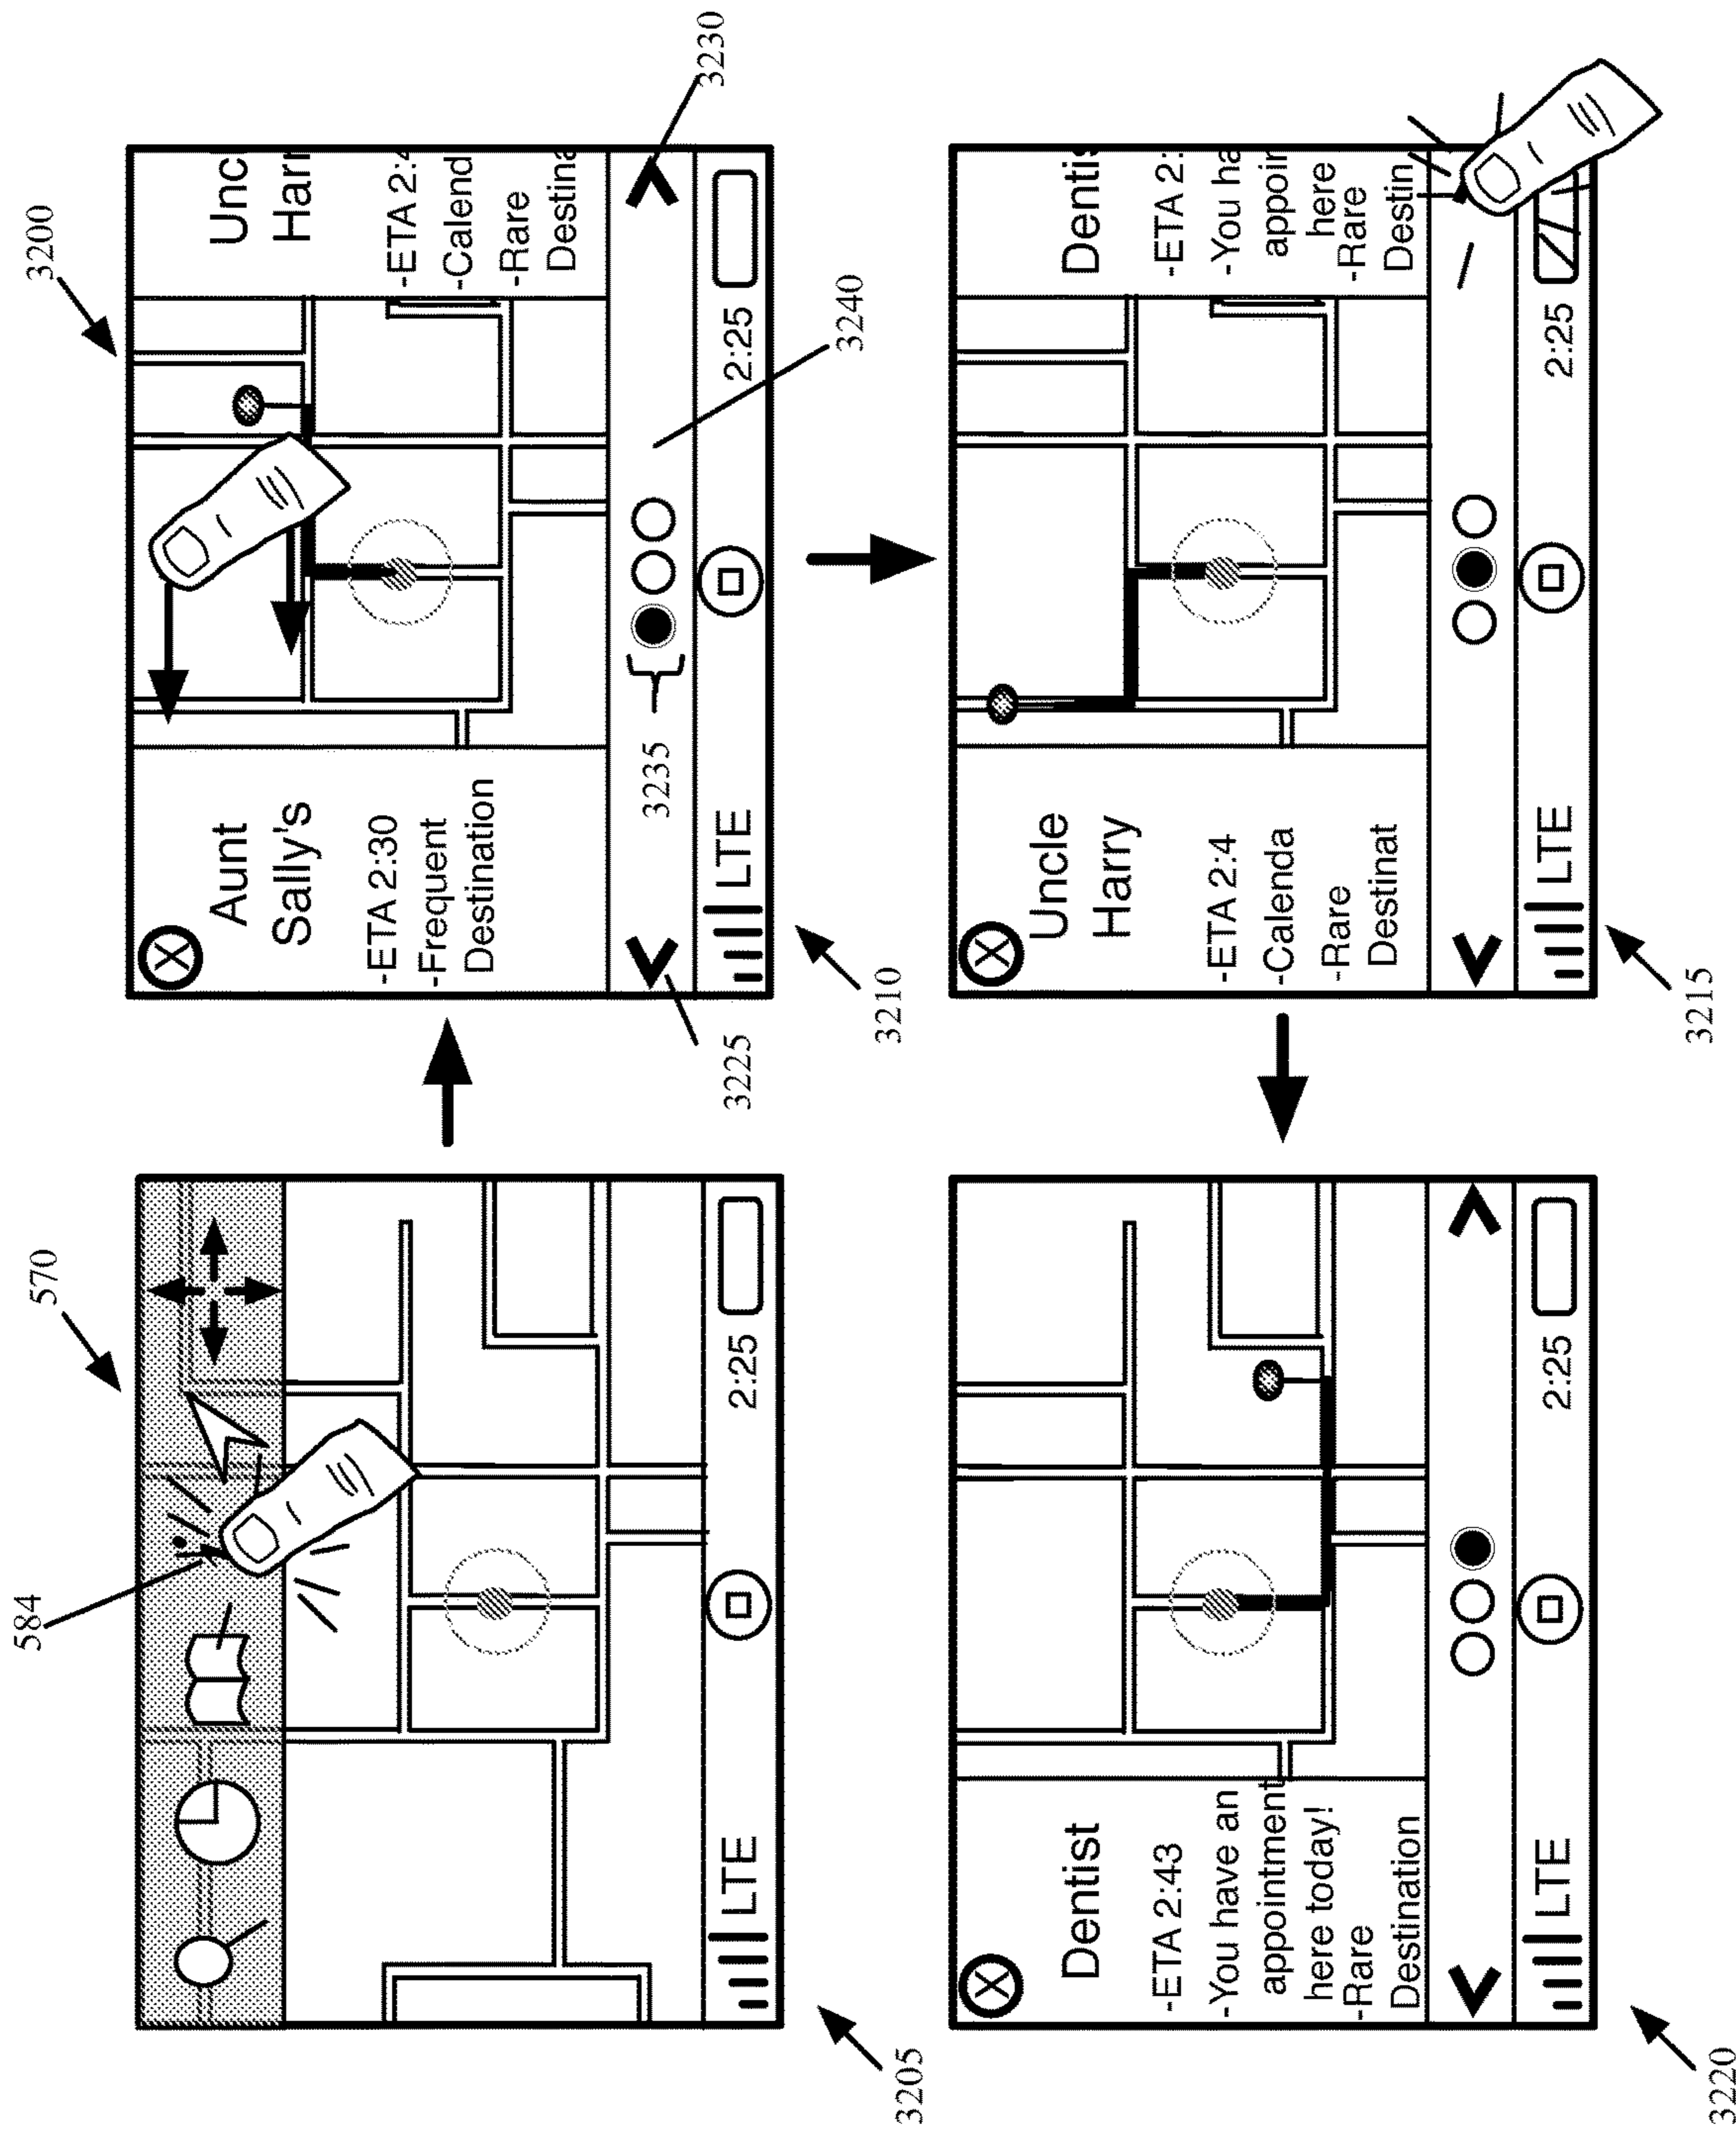 584
570
LTE
2:25
3205
3200
X
Aunt
Sally's
-ETA 2:30
-Frequent
Destination
Unc
Harr
-ETA 2:4
-Calend
-Rare
Destina
3235
3225
3230
3240
LTE
2:25
3210
X
Uncle
Harry
-ETA 2:4
-Calenda
-Rare
Destinat
Dentis
-ETA 2:
-You ha
appoin
here
-Rare
Destin
LTE
2:25
3215
X
Dentist
-ETA 2:43
-You have an
appointment
here today!
-Rare
Destination
LTE
2:25
3220